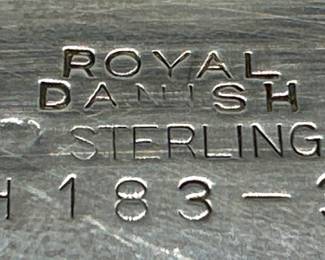 ROYAL
DANISH
STERLING
H 183-